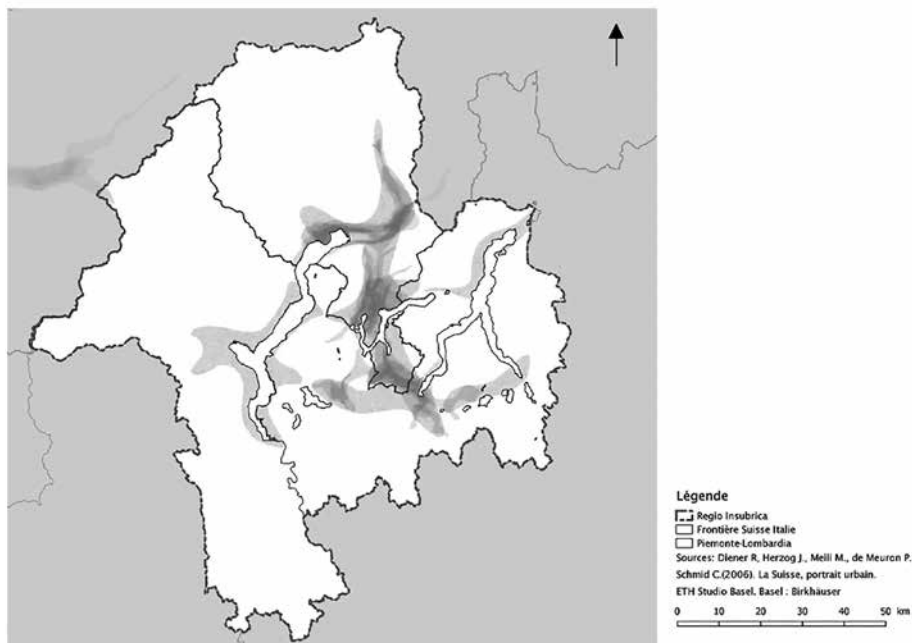 Légende
Regio Insubrica
Frontière Suisse Italie
Piemonte-Lombardia
Sources: Diener R, Herzog J., Meili M., de Meuron P.
Schmid C.(2006). La Suisse, portrait urbain.
ETH Studio Basel. Basel : Birkhäuser
0 10 20 30 40 50 km